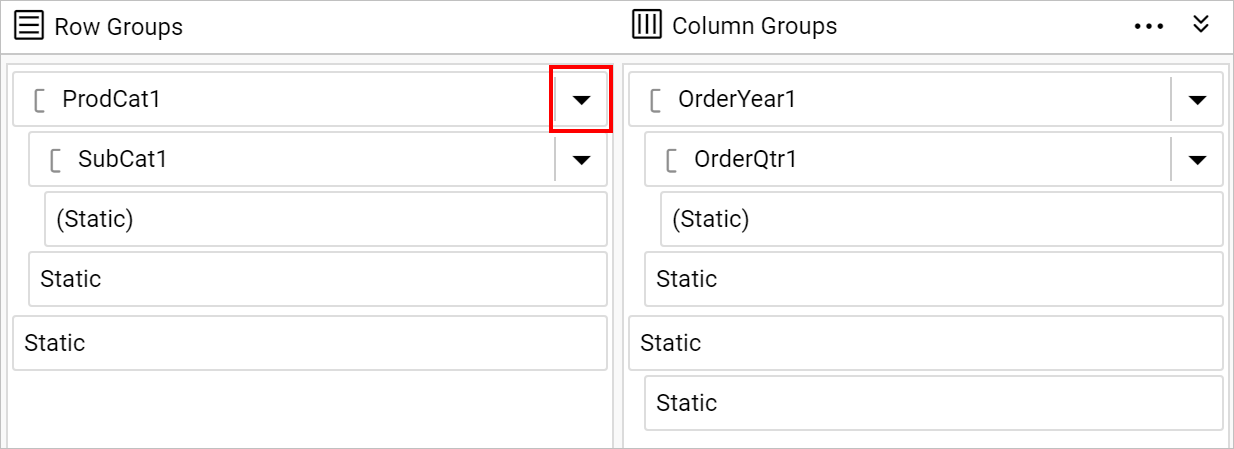 Row Groups
ProdCat1
SubCat1
(Static)
Static
Static
Column Groups
OrderYear1
OrderQtr1
(Static)
Static
Static
Static